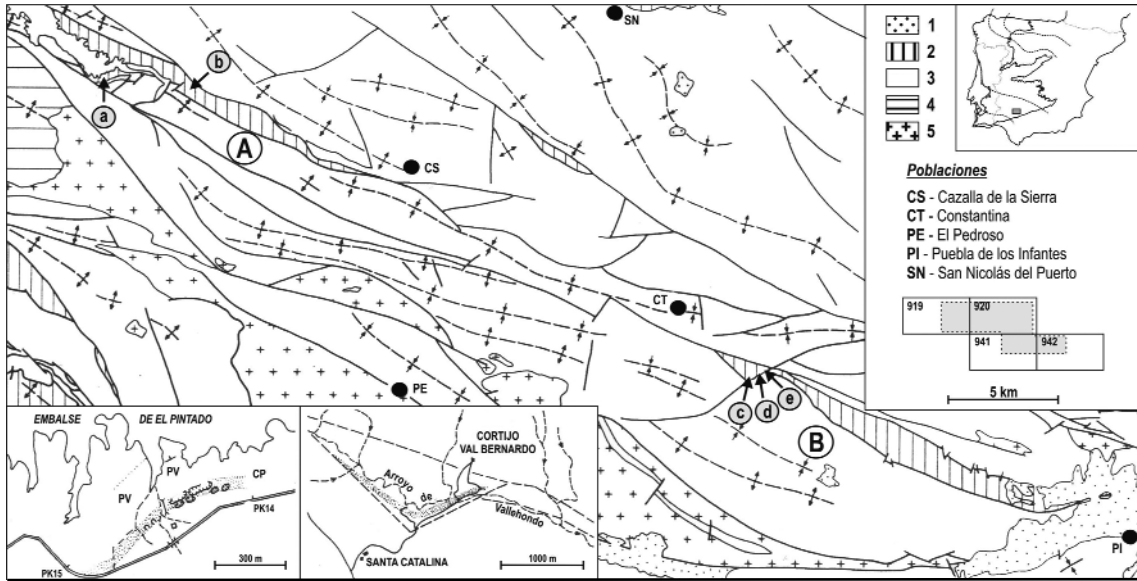 SN
b
a
A
CS
CT
PE
c
d
e
B
PI
1
2
3
4
5
Poblaciones
CS - Cazalla de la Sierra
CT - Constantina
PE - El Pedroso
PI - Puebla de los Infantes
SN - San Nicolás del Puerto
919
920
941
942
5 km
EMBALSE DE EL PINTADO
PV
PV
CP
PK14
PK15
300 m
CORTIJO
VAL BERNARDO
Arroyo
de
Vallehondo
SANTA CATALINA
1000 m